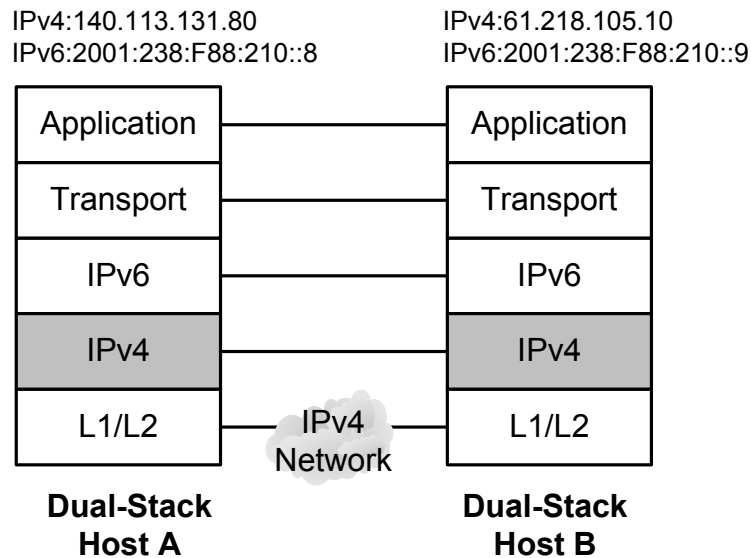 IPv4:140.113.131.80
IPv6:2001:238:F88:210::8
IPv4:61.218.105.10
IPv6:2001:238:F88:210::9
Application
Application
Transport
Transport
IPv6
IPv6
IPv4
IPv4
L1/L2
IPv4
Network
L1/L2
Dual-Stack
Host A
Dual-Stack
Host B